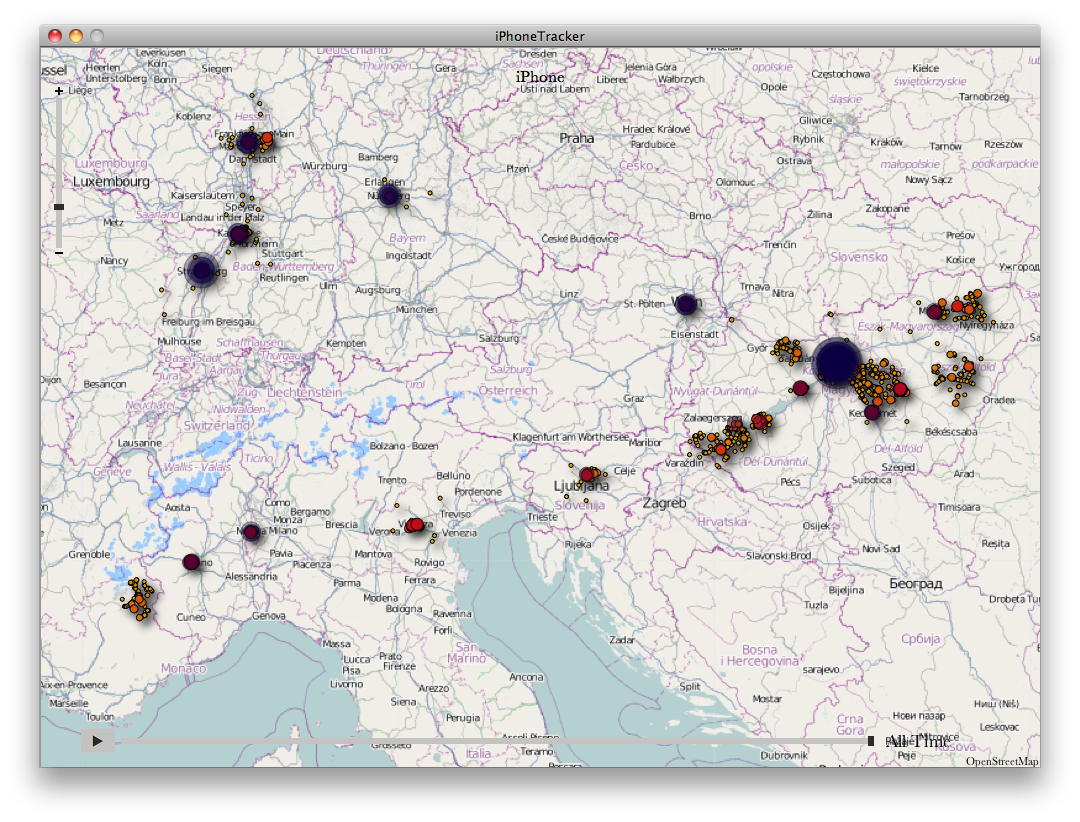 iPhoneTracker
Leverkusen
Köln
Siegen
Deutschland
Thüringen
Gera
Dresden
Sachsen
Jelenia Góra
Wałbrzych
opolskie
Częstochowa
Kielce
świętokrzyskie
Heerlen
Bonn
Unterstolberg
iPhone
Liberec
Ústí nad Labem
Opole
śląskie
Tarnobrzeg
+
Liège
Koblenz
Hessen
Praha
Hradec Králové
Pardubice
Gliwice
Rybnik
Kraków
Tarnów
Rzeszów
Ostrava
małopolskie
podkarpackie
Darmstadt
Bamberg
Würzburg
Plzeň
Česko
Luxembourg
Luxembourg
Kaiserslautern
Erlangen
Olomouc
Nowy Sącz
Saarland
Speyer
Landau in der Pfalz
Brno
Zakopane
Žilina
Metz
Bayern
České Budějovice
Trenčín
Prešov
Nancy
Stuttgart
Ingolstadt
Slovensko
Košice
Ужгород
Baden-Württemberg
Reutlingen
Ulm
Augsburg
München
Linz
St. Pölten
Trnava
Nitra
Freiburg im Breisgau
Eisenstadt
Észak-Magyarország
Nyíregyháza
Mulhouse
Schaffhausen
Kempten
Salzburg
Győr
Basel-Stadt
Thurgau
Jura
Aargau
Dijon
Besançon
Zug
Liechtenstein
Tirol
Salzburg
Österreich
Nyugat-Dunántúl
Oradea
Neuchâtel
Nidwalden
Switzerland
Graz
Zalaegerszeg
Békéscsaba
Lausanne
Bolzano - Bozen
Klagenfurt am Wörthersee
Maribor
Dél-Alföld
Genève
Wallis - Valais
Ticino
Trento
Belluno
Celje
Varaždin
Dél-Dunántúl
Szeged
Arad
Pordenone
Ljubljana
Pécs
Subotica
Aosta
Como
Bergamo
Monza
Milano
Brescia
Verona
Treviso
Venezia
Trieste
Slovenija
Zagreb
Hrvatska
Osijek
Timișoara
Grenoble
Pavia
Piacenza
Mantova
Rovigo
Rijeka
Slavonski Brod
Novi Sad
Reșița
Alessandria
Parma
Ferrara
Београд
Bijeljina
Cuneo
Modena
Bologna
Ravenna
Tuzla
Drobeta Tu
Genova
Forlì
Monaco
Massa
Lucca
Pisa
Prato
Firenze
San Marino
Zadar
Bosna i Hercegovina
sarajevo
Србија
Aix-en-Provence
Livorno
Arezzo
Ancona
Split
Marseille
Siena
Mostar
Ниш (Niš)
Toulon
Perugia
Crna Gora
Нови пазар
Leskovac
Grosseto
Italia
Teramo
Dubrovnik
All Time
Mitrovicë
Pejë
Kosova
OpenStreetMap